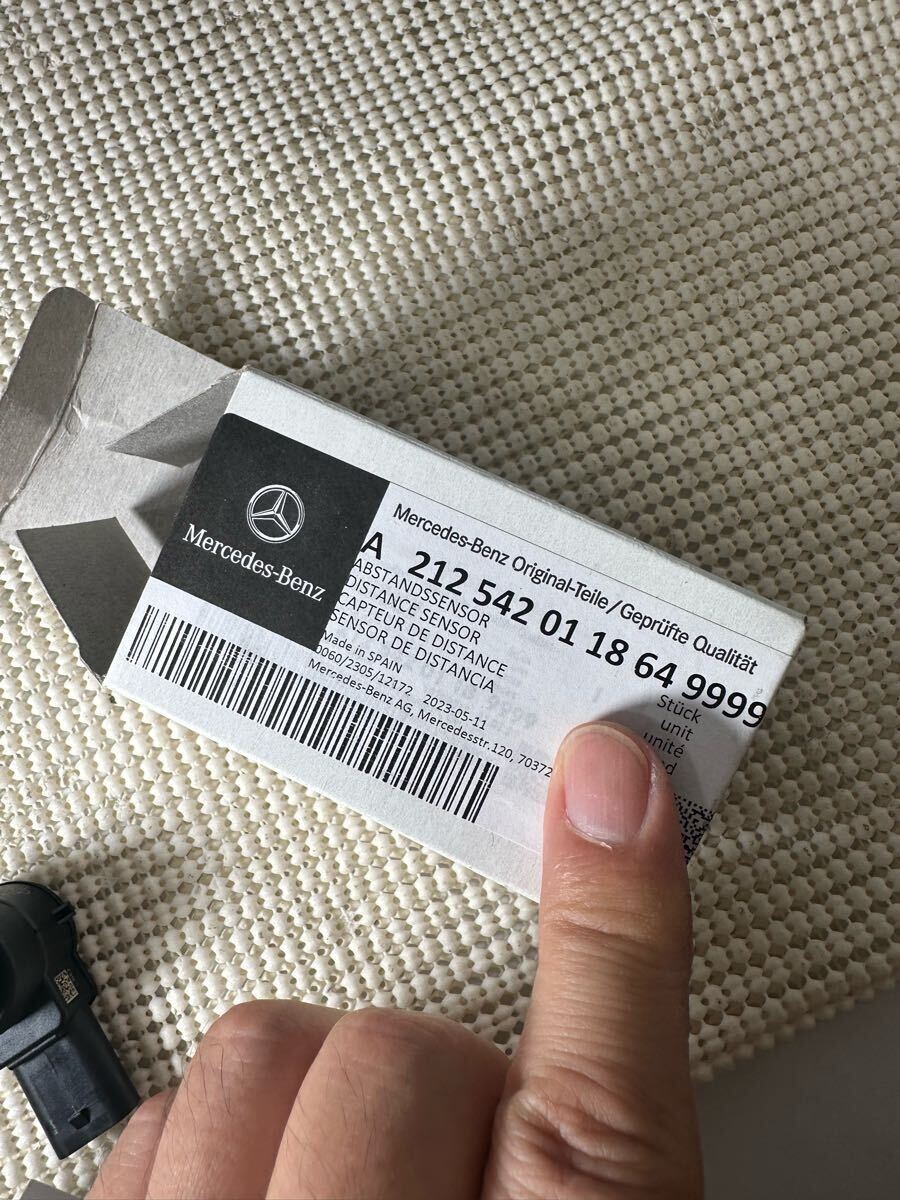 Mercedes-Benz
Mercedes-Benz Original-Teile / Geprüfte Qualität
A 212 542 01 18 64 9999
ABSTANDSSENSOR
DISTANCE SENSOR
CAPTEUR DE DISTANCE
SENSOR DE DISTANCIA
Stück
unit
unité
Made in SPAIN
0060/2305/12172 2023-05-11
Mercedes-Benz AG, Mercedesstr.120, 70372